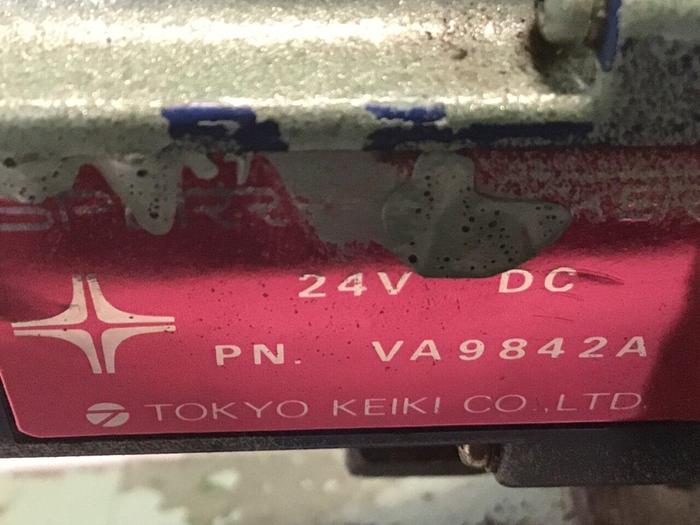 24V DC
PN. VA9842A
TOKYO KEIKI CO.,LTD.